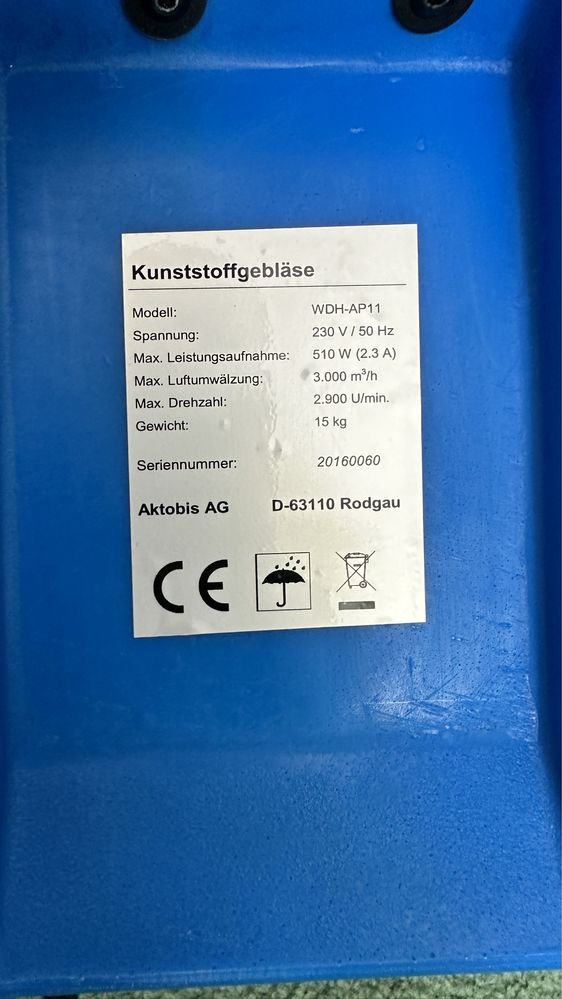 Kunststoffgebläse
Modell: WDH-AP11
Spannung: 230 V / 50 Hz
Max. Leistungsaufnahme: 510 W (2.3 A)
Max. Luftumwälzung: 3.000 m³/h
Max. Drehzahl: 2.900 U/min.
Gewicht: 15 kg
Seriennummer: 20160060
Aktobis AG D-63110 Rodgau
CE